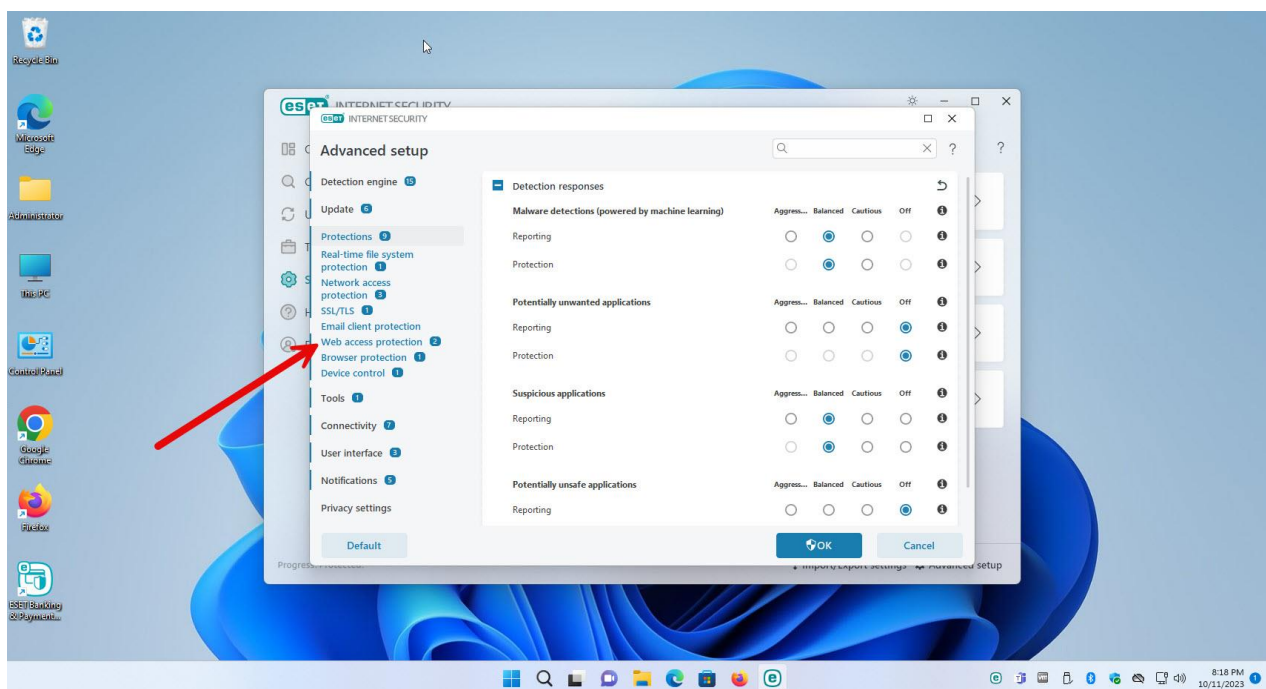 Recycle Bin
Microsoft
Edge
Administrator
This PC
Control Panel
Google
Chrome
Firefox
ESET Banking
& Payment...
eset INTERNET SECURITY
eset INTERNET SECURITY
Advanced setup
?
?
Detection engine 15
Update 6
Protections 9
Real-time file system
protection 1
Network access
protection 3
SSL/TLS 1
Email client protection
Web access protection 2
Browser protection 1
Device control 1
Tools 1
Connectivity 7
User interface 3
Notifications 5
Privacy settings
Detection responses
Malware detections (powered by machine learning) Aggress... Balanced Cautious Off
Reporting
Protection
Potentially unwanted applications Aggress... Balanced Cautious Off
Reporting
Protection
Suspicious applications Aggress... Balanced Cautious Off
Reporting
Protection
Potentially unsafe applications Aggress... Balanced Cautious Off
Reporting
Default
OK
Cancel
Import/Export settings Advanced setup
8:18 PM
10/11/2023 1